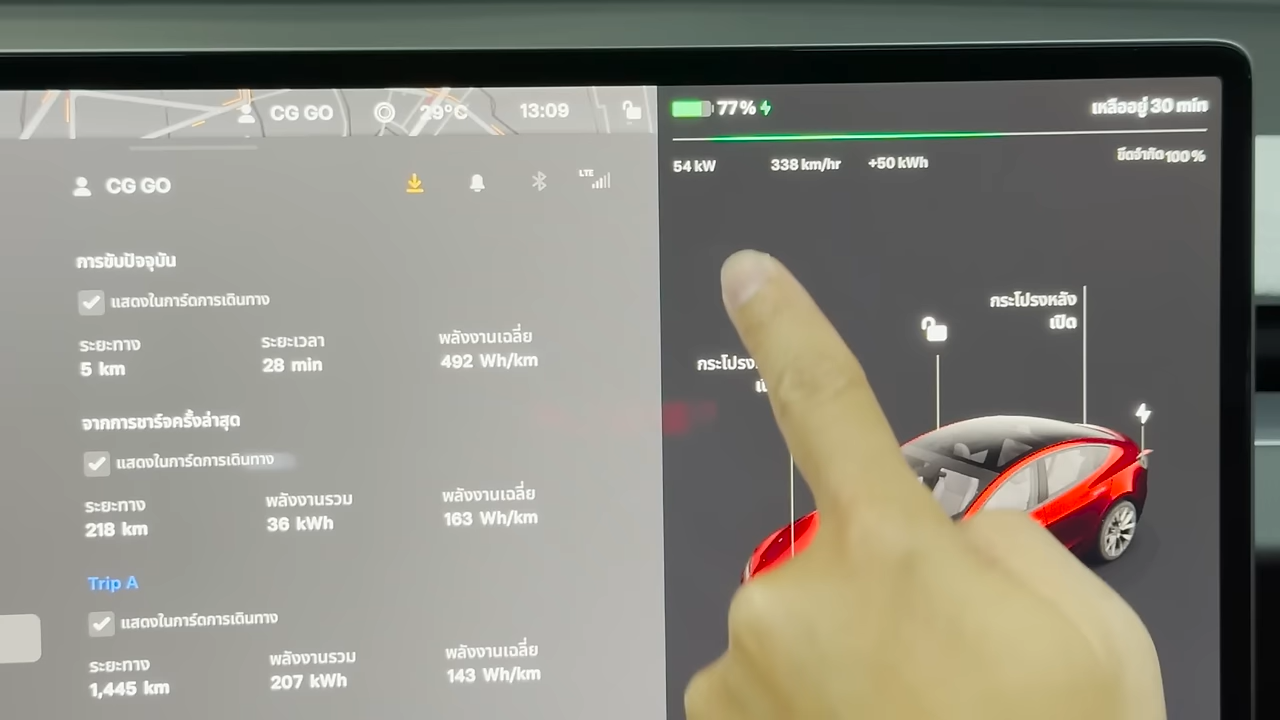 CG GO 29°C 13:09
77% เหลืออยู่ 30 min
54 kW 338 km/hr +50 kWh ขีดจำกัด 100%
CG GO LTE
การขับปัจจุบัน
แสดงในการ์ดการเดินทาง
ระยะทาง ระยะเวลา พลังงานเฉลี่ย
5 km 28 min 492 Wh/km
จากการชาร์จครั้งล่าสุด
แสดงในการ์ดการเดินทาง
ระยะทาง พลังงานรวม พลังงานเฉลี่ย
218 km 36 kWh 163 Wh/km
Trip A
แสดงในการ์ดการเดินทาง
ระยะทาง พลังงานรวม พลังงานเฉลี่ย
1,445 km 207 kWh 143 Wh/km
กระโปรงหลัง
เปิด
กระโปรง